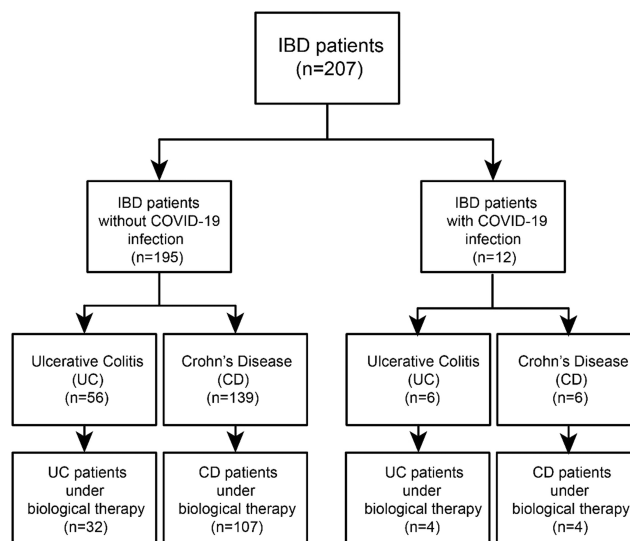 IBD patients
(n=207)
IBD patients
without COVID-19
infection
(n=195)
IBD patients
with COVID-19
infection
(n=12)
Ulcerative Colitis
(UC)
(n=56)
Crohn's Disease
(CD)
(n=139)
Ulcerative Colitis
(UC)
(n=6)
Crohn's Disease
(CD)
(n=6)
UC patients
under
biological therapy
(n=32)
CD patients
under
biological therapy
(n=107)
UC patients
under
biological therapy
(n=4)
CD patients
under
biological therapy
(n=4)